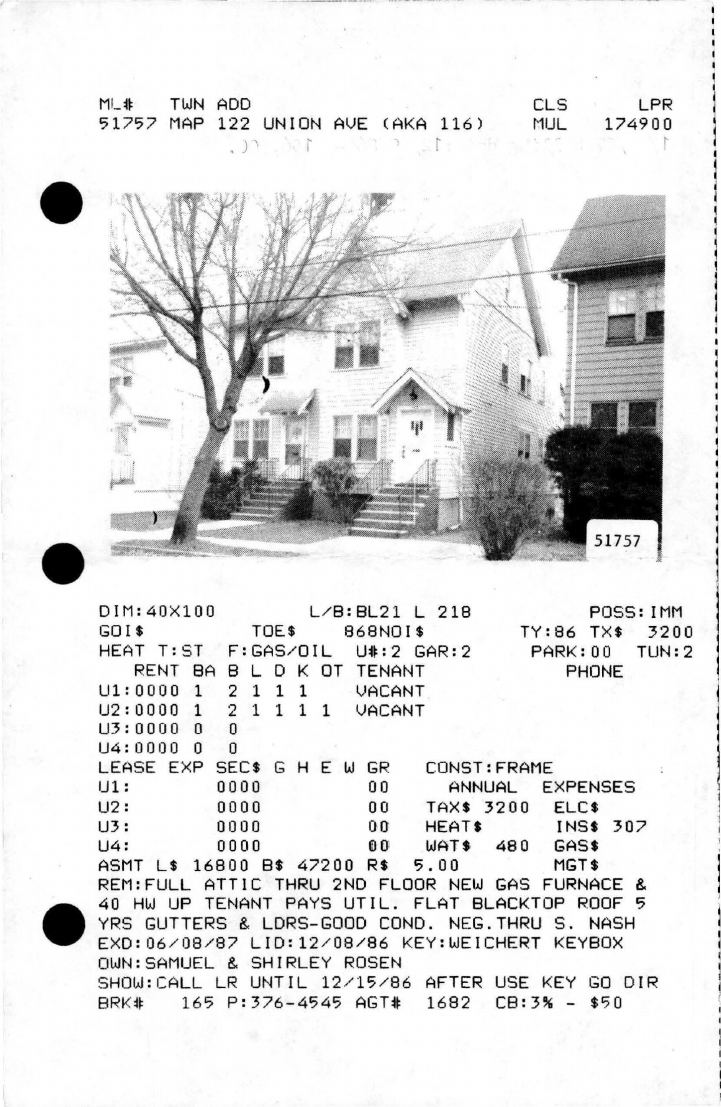 ML# TWN ADD CLS LPR
51757 MAP 122 UNION AVE (AKA 116) MUL 174900
51757
DIM:40X100 L/B:BL21 L 218 POSS:IMM
GOI$ TOE$ 868NOI$ TY:86 TX$ 3200
HEAT T:ST F:GAS/OIL U#:2 GAR:2 PARK:00 TUN:2
RENT BA B L D K OT TENANT PHONE
U1:0000 1 2 1 1 1 VACANT
U2:0000 1 2 1 1 1 1 VACANT
U3:0000 0 0
U4:0000 0 0
LEASE EXP SEC$ G H E W GR CONST:FRAME
U1: 0000 00 ANNUAL EXPENSES
U2: 0000 00 TAX$ 3200 ELC$
U3: 0000 00 HEAT$ INS$ 307
U4: 0000 00 WAT$ 480 GAS$
ASMT L$ 16800 B$ 47200 R$ 5.00 MGT$
REM:FULL ATTIC THRU 2ND FLOOR NEW GAS FURNACE &
40 HW UP TENANT PAYS UTIL. FLAT BLACKTOP ROOF 5
YRS GUTTERS & LDRS-GOOD COND. NEG.THRU S. NASH
EXD:06/08/87 LID:12/08/86 KEY:WEICHERT KEYBOX
OWN:SAMUEL & SHIRLEY ROSEN
SHOW:CALL LR UNTIL 12/15/86 AFTER USE KEY GO DIR
BRK# 165 P:376-4545 AGT# 1682 CB:3% - $50